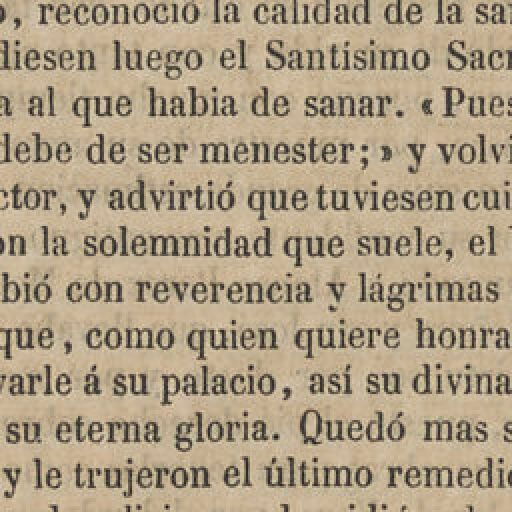 , reconoció la calidad de la
diesen luego el Santísimo Sacr
a al que habia de sanar. « Pues
debe de ser menester; » y volvi
ctor, y advirtió que tuviesen cui
on la solemnidad que suele, el
bió con reverencia y lágrimas
que, como quien quiere honra
varle á su palacio, así su divina
su eterna gloria. Quedó mas s
y le trujeron el último remedi